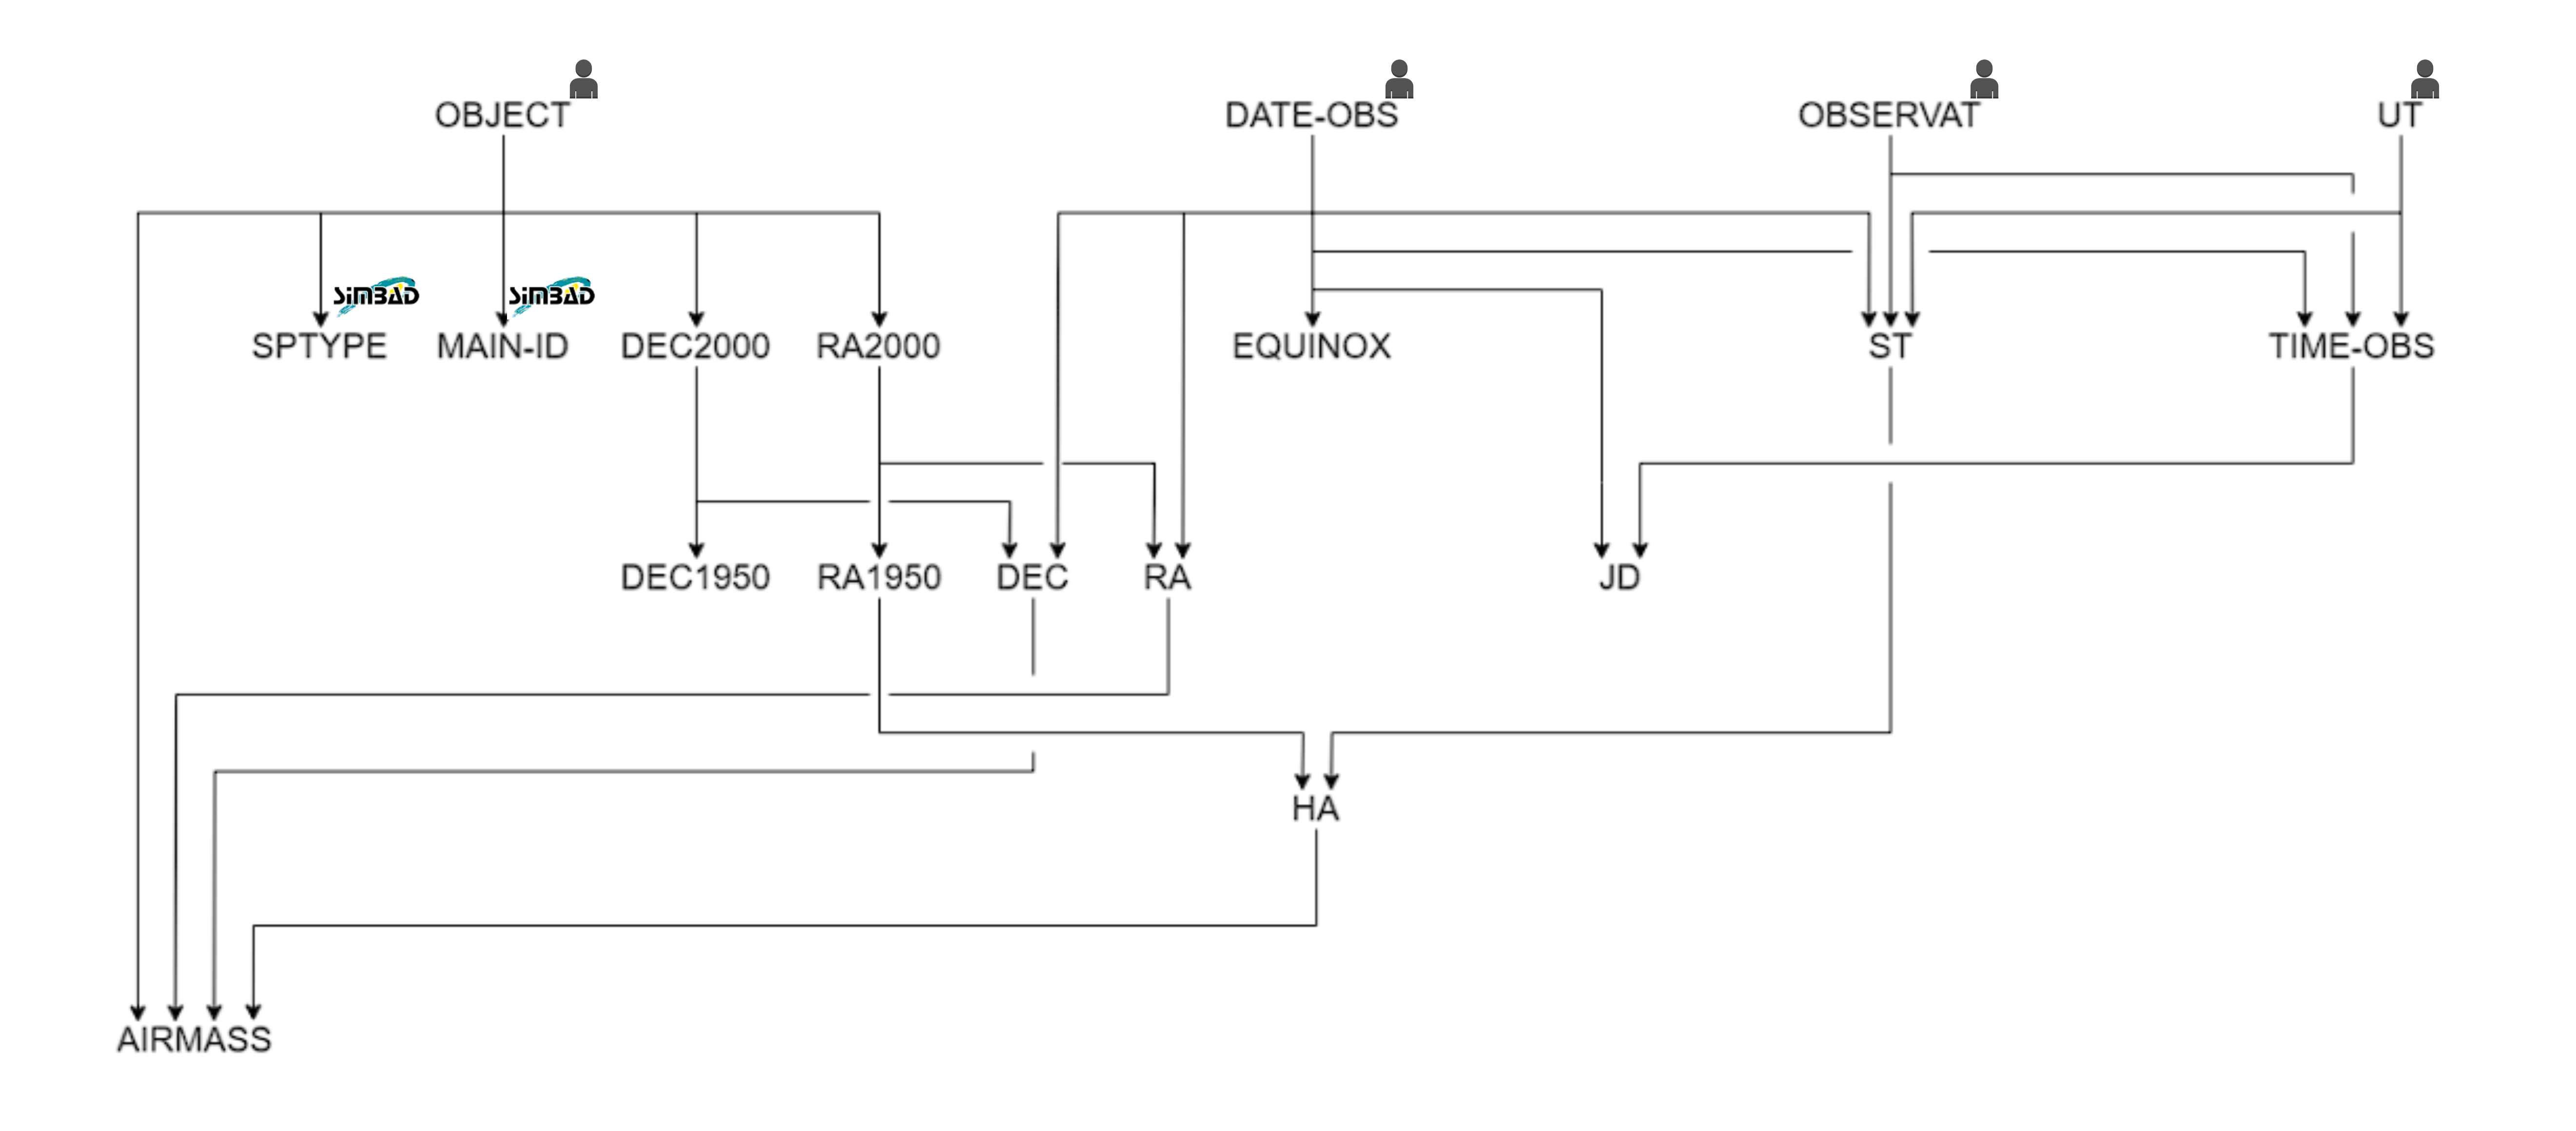 OBJECT
DATE-OBS
OBSERVAT
UT
SiMBAD
SiMBAD
SPTYPE
MAIN-ID
DEC2000
RA2000
EQUINOX
ST
TIME-OBS
DEC1950
RA1950
DEC
RA
JD
HA
AIRMASS